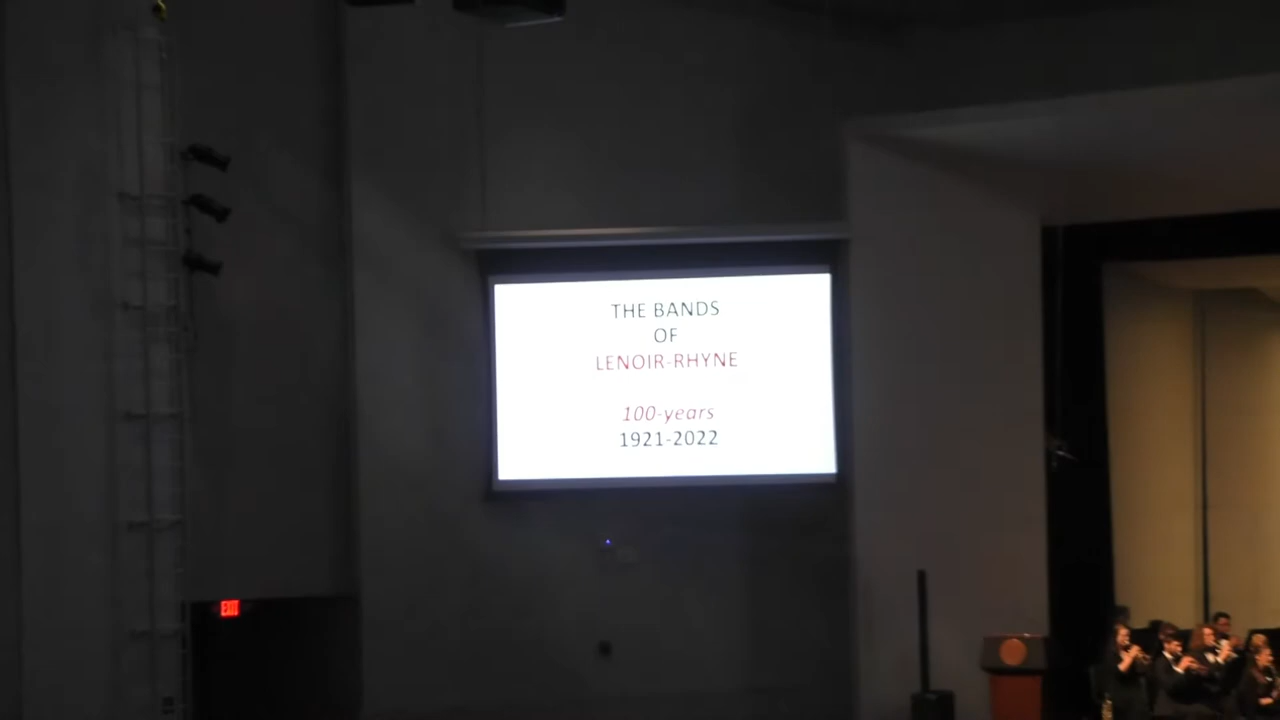 THE BANDS
OF
LENOIR-RHYNE
100-years
1921-2022
EXIT